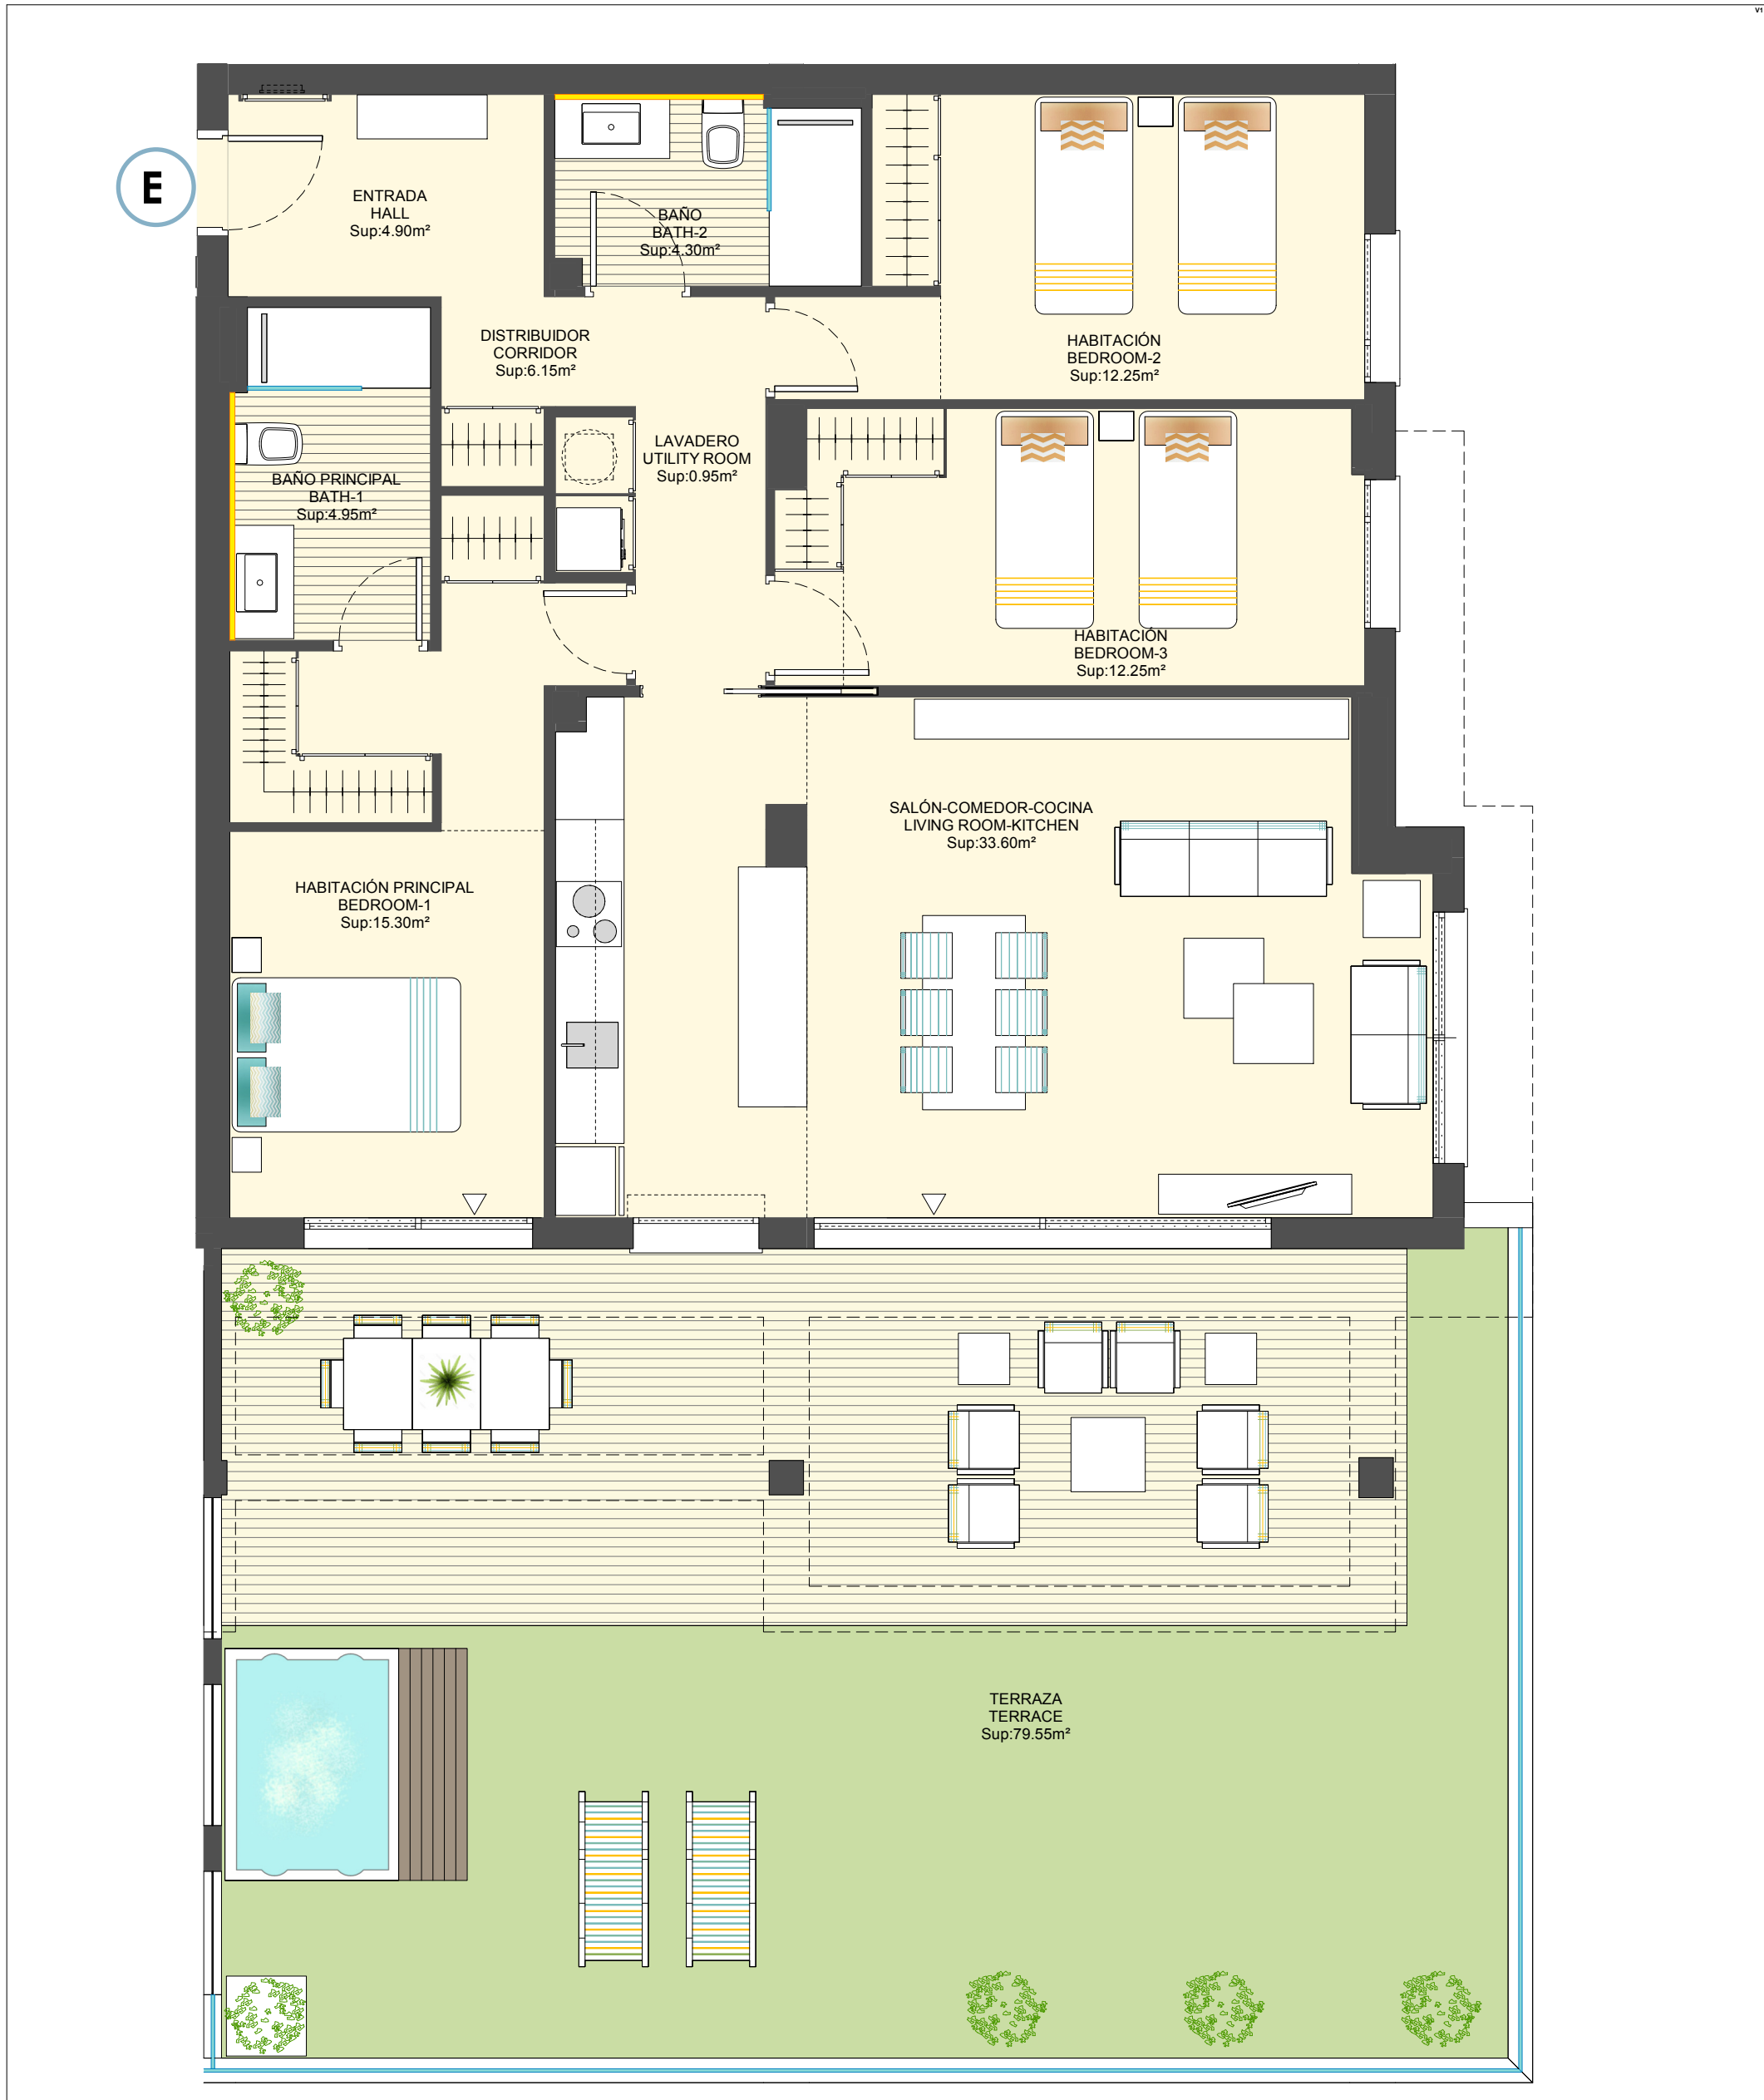 V1
E
ENTRADA
HALL
Sup:4.90m²
BAÑO
BATH-2
Sup:4.30m²
DISTRIBUIDOR
CORRIDOR
Sup:6.15m²
HABITACIÓN
BEDROOM-2
Sup:12.25m²
LAVADERO
UTILITY ROOM
Sup:0.95m²
BAÑO PRINCIPAL
BATH-1
Sup:4.95m²
HABITACIÓN
BEDROOM-3
Sup:12.25m²
SALÓN-COMEDOR-COCINA
LIVING ROOM-KITCHEN
Sup:33.60m²
HABITACIÓN PRINCIPAL
BEDROOM-1
Sup:15.30m²
TERRAZA
TERRACE
Sup:79.55m²